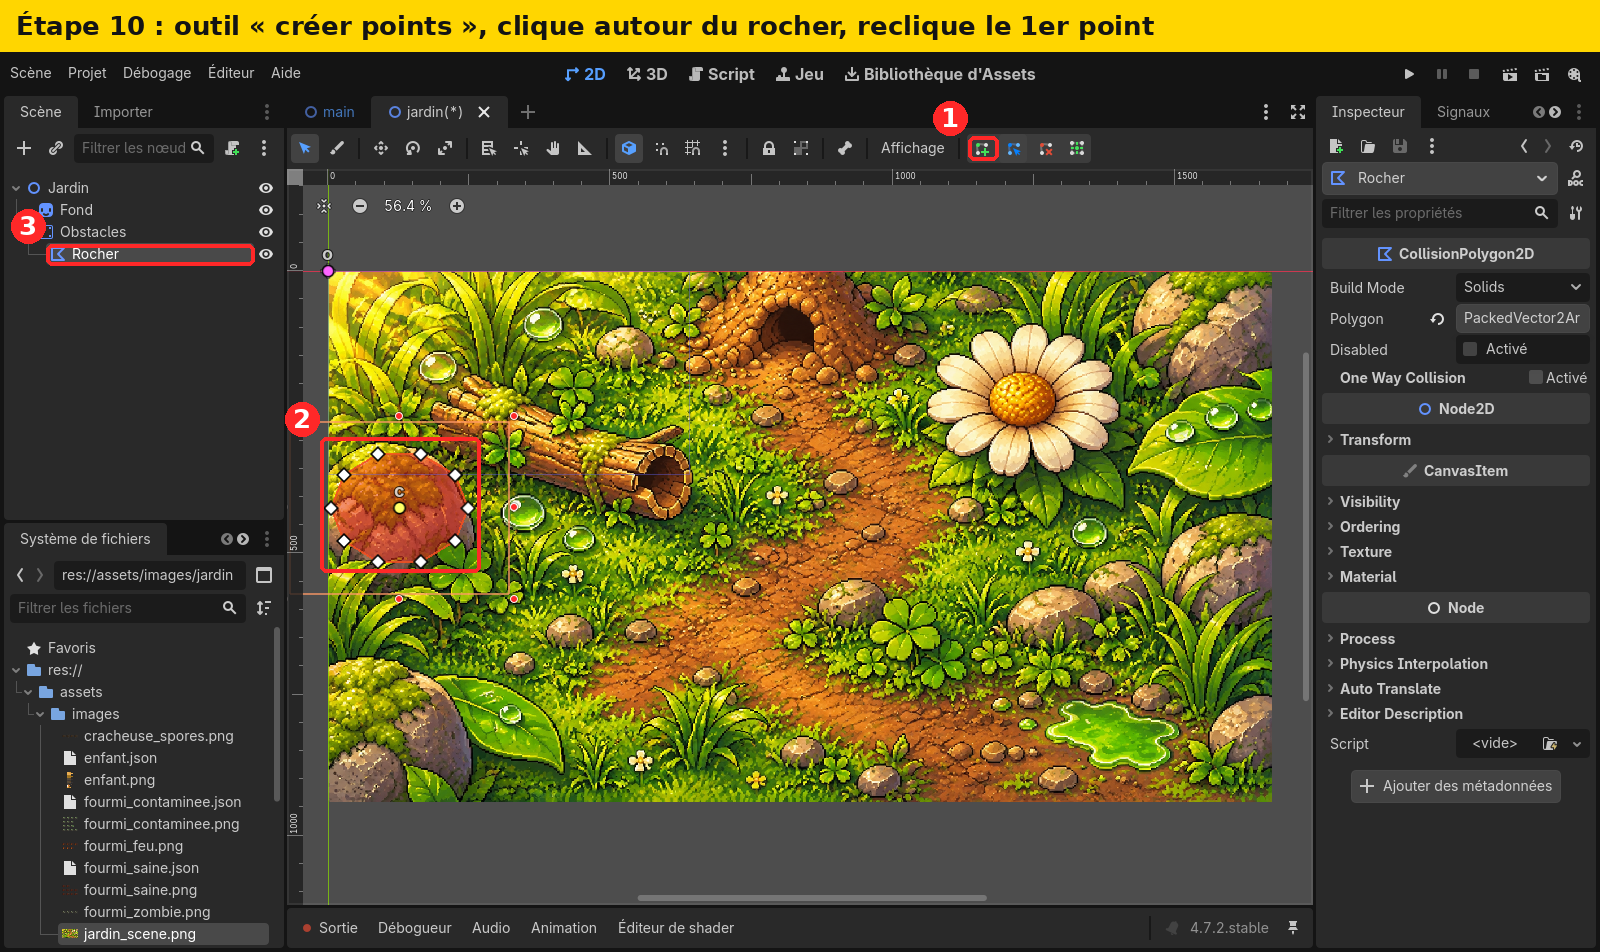 Étape 10 : outil « créer points », clique autour du rocher, reclique le 1er point
Scène Projet Débogage Éditeur Aide
2D 3D Script Jeu Bibliothèque d'Assets
Scène Importer
main jardin(*)
Inspecteur Signaux
1
Filtrer les nœud
Affichage
0 500 1000 1500
Rocher
Jardin
Fond
56.4 %
Filtrer les propriétés
3
Obstacles
Rocher
CollisionPolygon2D
Build Mode Solids
Polygon PackedVector2Ar
Disabled Activé
One Way Collision Activé
2
Node2D
Transform
CanvasItem
Visibility
Ordering
Texture
Material
Node
Process
Physics Interpolation
Auto Translate
Editor Description
Script <vide>
Ajouter des métadonnées
0
500
1000
Système de fichiers
res://assets/images/jardin
Filtrer les fichiers
Favoris
res://
assets
images
cracheuse_spores.png
enfant.json
enfant.png
fourmi_contaminee.json
fourmi_contaminee.png
fourmi_feu.png
fourmi_saine.json
fourmi_saine.png
fourmi_zombie.png
jardin_scene.png
Sortie Débogueur Audio Animation Éditeur de shader
4.7.2.stable